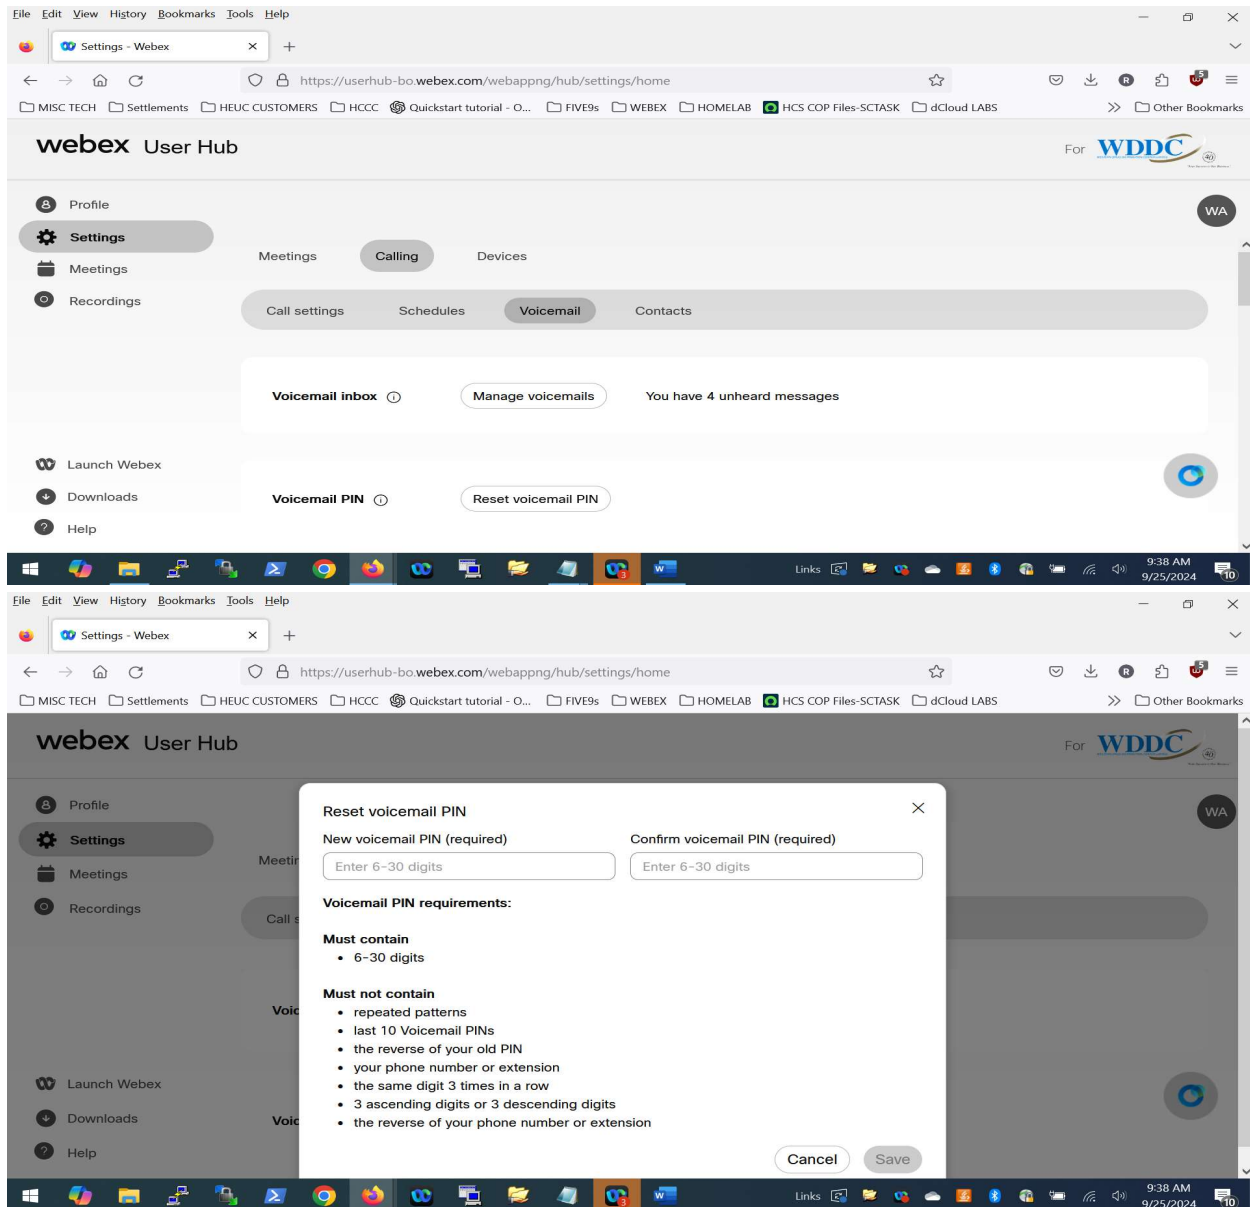 File Edit View History Bookmarks Tools Help
Settings - Webex
https://userhub-bo.webex.com/webappng/hub/settings/home
MISC TECH Settlements HEUC CUSTOMERS HCCC Quickstart tutorial - O... FIVE9s WEBEX HOMELAB HCS COP Files-SCTASK dCloud LABS >> Other Bookmarks
webex User Hub For WDDC
Profile
WA
Settings
Meetings Calling Devices
Meetings
Recordings
Call settings Schedules Voicemail Contacts
Voicemail inbox Manage voicemails You have 4 unheard messages
Launch Webex
Downloads
Voicemail PIN Reset voicemail PIN
Help
Links 9:38 AM
9/25/2024 10
File Edit View History Bookmarks Tools Help
Settings - Webex
https://userhub-bo.webex.com/webappng/hub/settings/home
MISC TECH Settlements HEUC CUSTOMERS HCCC Quickstart tutorial - O... FIVE9s WEBEX HOMELAB HCS COP Files-SCTASK dCloud LABS >> Other Bookmarks
webex User Hub For WDDC
Profile
WA
Settings
Meetin
Meetings
Recordings
Call s
Voic
Launch Webex
Downloads
Voic
Help
Reset voicemail PIN
New voicemail PIN (required) Confirm voicemail PIN (required)
Enter 6-30 digits Enter 6-30 digits
Voicemail PIN requirements:
Must contain
• 6-30 digits
Must not contain
• repeated patterns
• last 10 Voicemail PINs
• the reverse of your old PIN
• your phone number or extension
• the same digit 3 times in a row
• 3 ascending digits or 3 descending digits
• the reverse of your phone number or extension
Cancel Save
Links 9:38 AM
9/25/2024 10